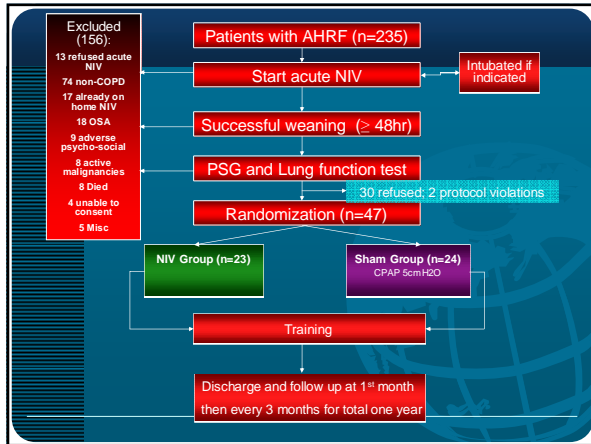 Excluded
(156):
13 refused acute
NIV
74 non-COPD
17 already on
home NIV
18 OSA
9 adverse
psycho-social
8 active
malignancies
8 Died
4 unable to
consent
5 Misc
Patients with AHRF (n=235)
Start acute NIV
Intubated if
indicated
Successful weaning (≥ 48hr)
PSG and Lung function test
30 refused; 2 protocol violations
Randomization (n=47)
NIV Group (n=23)
Sham Group (n=24)
CPAP 5cmH2O
Training
Discharge and follow up at 1st month
then every 3 months for total one year